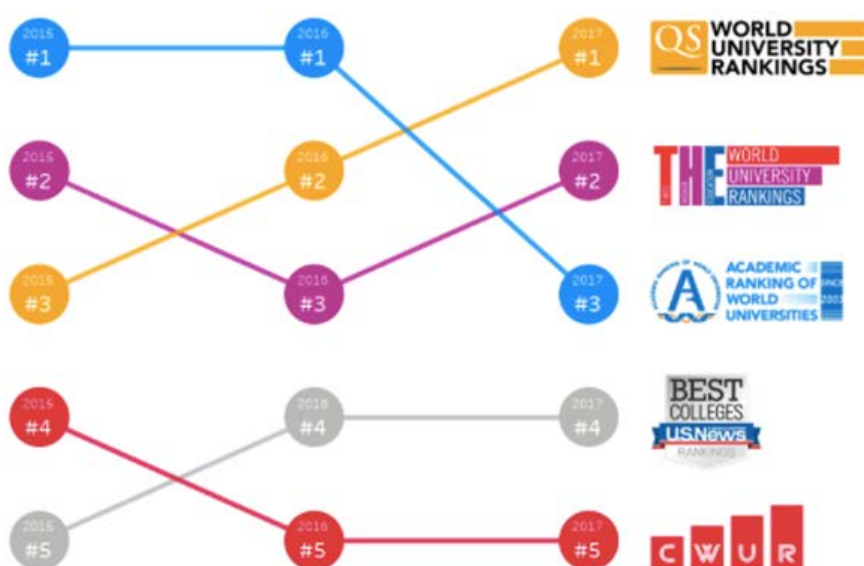 2015 2016 2017
#1 #1 #1
QS WORLD
UNIVERSITY
RANKINGS
2015 2016 2017
#2 #2 #2
THE WORLD
UNIVERSITY
RANKINGS
2015 2016 2017
#3 #3 #3
ACADEMIC
RANKING OF
WORLD
UNIVERSITIES
SINCE
2003
2015 2016 2017
#4 #4 #4
BEST
COLLEGES
U.S.News
RANKINGS
2015 2016 2017
#5 #5 #5
CWUR